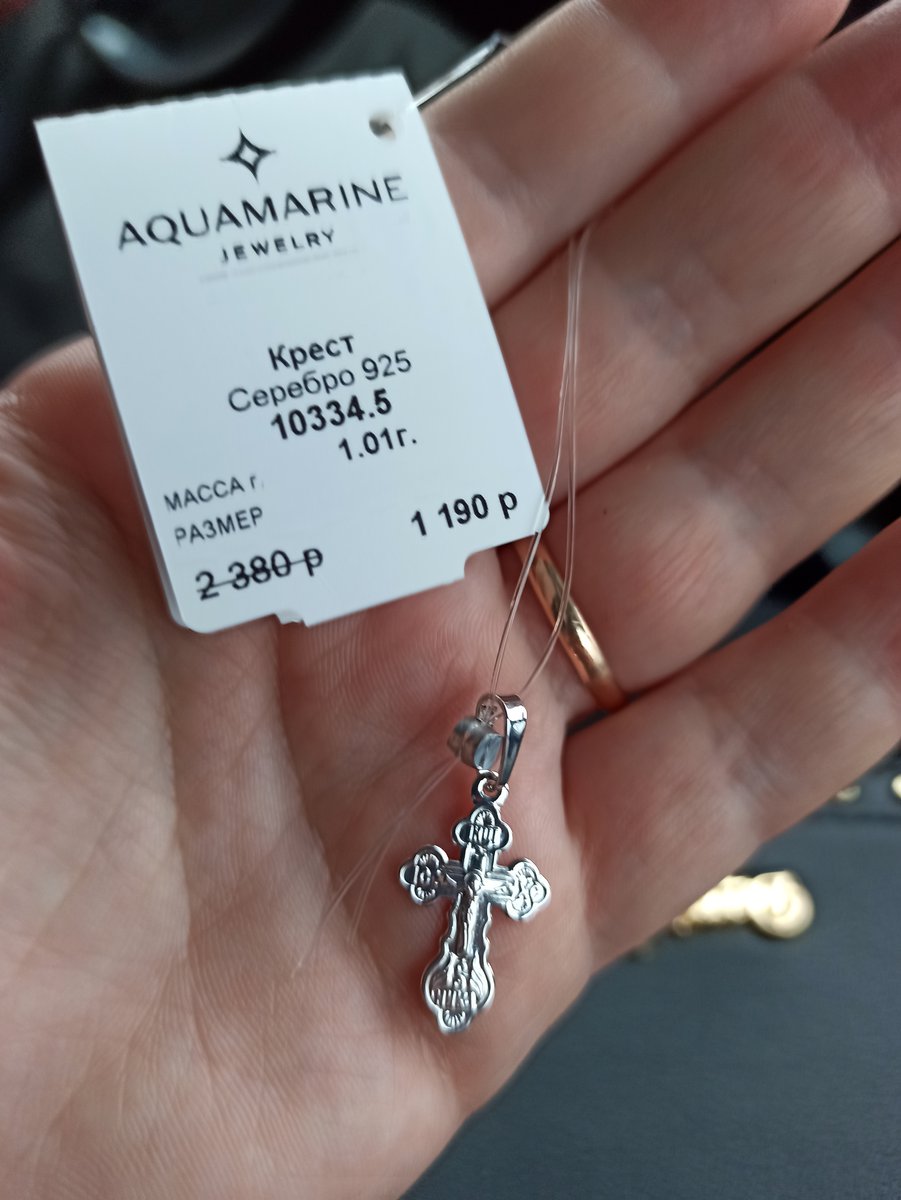 AQUAMARINE
JEWELRY
Крест
Серебро 925
10334.5
1.01г.
МАССА г.
РАЗМЕР
2 380 р
1 190 р